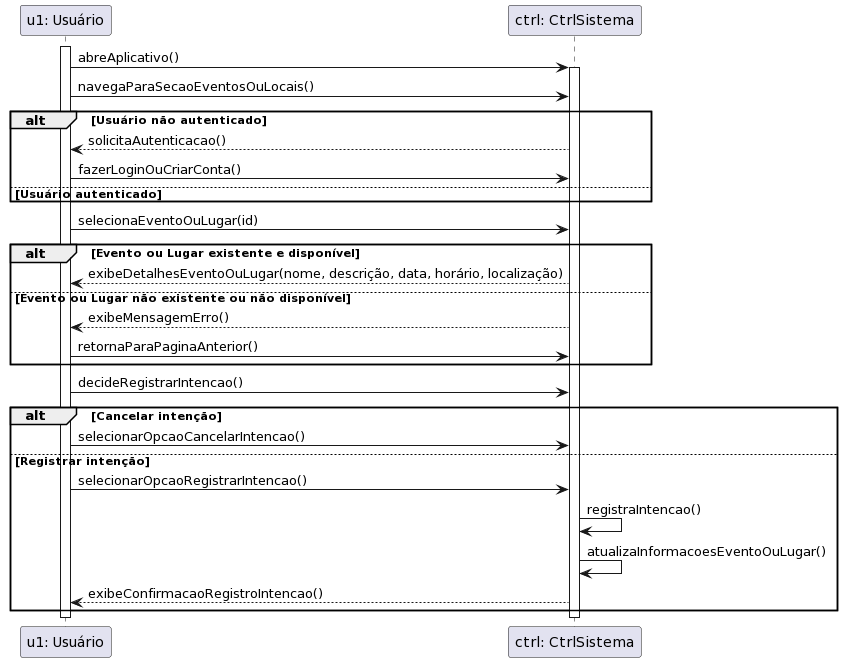 u1: Usuário
ctrl: CtrlSistema
abreAplicativo()
navegaParaSecaoEventosOuLocais()
alt [Usuário não autenticado]
solicitaAutenticacao()
fazerLoginOuCriarConta()
[Usuário autenticado]
selecionaEventoOuLugar(id)
alt [Evento ou Lugar existente e disponível]
exibeDetalhesEventoOuLugar(nome, descrição, data, horário, localização)
[Evento ou Lugar não existente ou não disponível]
exibeMensagemErro()
retornaParaPaginaAnterior()
decideRegistrarIntencao()
alt [Cancelar intenção]
selecionarOpcaoCancelarIntencao()
[Registrar intenção]
selecionarOpcaoRegistrarIntencao()
registraIntencao()
atualizaInformacoesEventoOuLugar()
exibeConfirmacaoRegistroIntencao()
u1: Usuário
ctrl: CtrlSistema